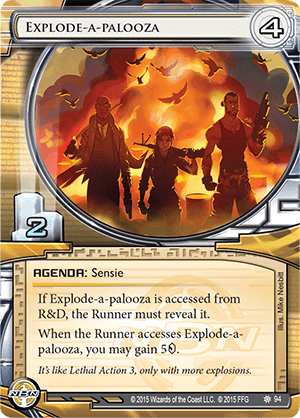 Explode-a-palooza
4
2
AGENDA: Sensie
If Explode-a-palooza is accessed from
R&D, the Runner must reveal it.
When the Runner accesses Explode-a-
palooza, you may gain 5
It's like Lethal Action 3, only with more explosions.
Illus. Mike Nesbitt
NBN
© 2015 Wizards of the Coast LLC. © 2015 FFG
94